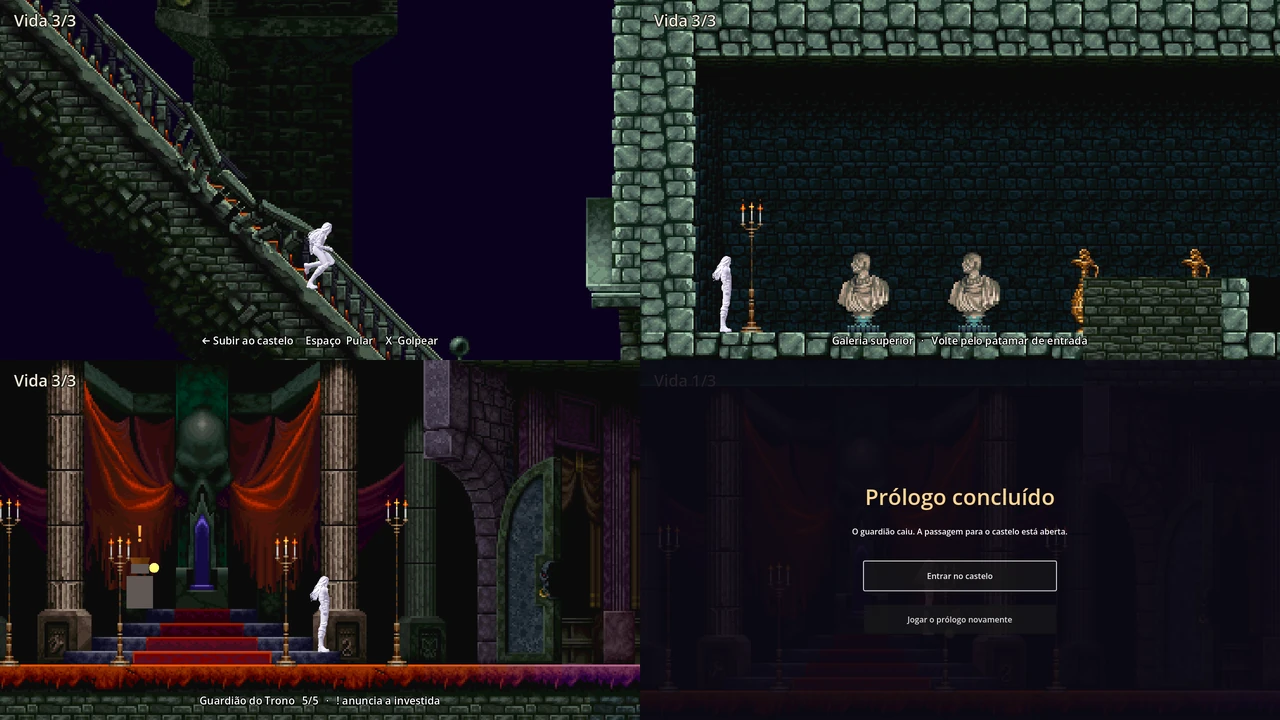 Vida 3/3
← Subir ao castelo Espaço Pular X Golpear
Vida 3/3
Galeria superior · Volte pelo patamar de entrada
Vida 3/3
!
Guardião do Trono 5/5 · ! anuncia a investida
Vida 1/3
Prólogo concluído
O guardião caiu. A passagem para o castelo está aberta.
Entrar no castelo
Jogar o prólogo novamente